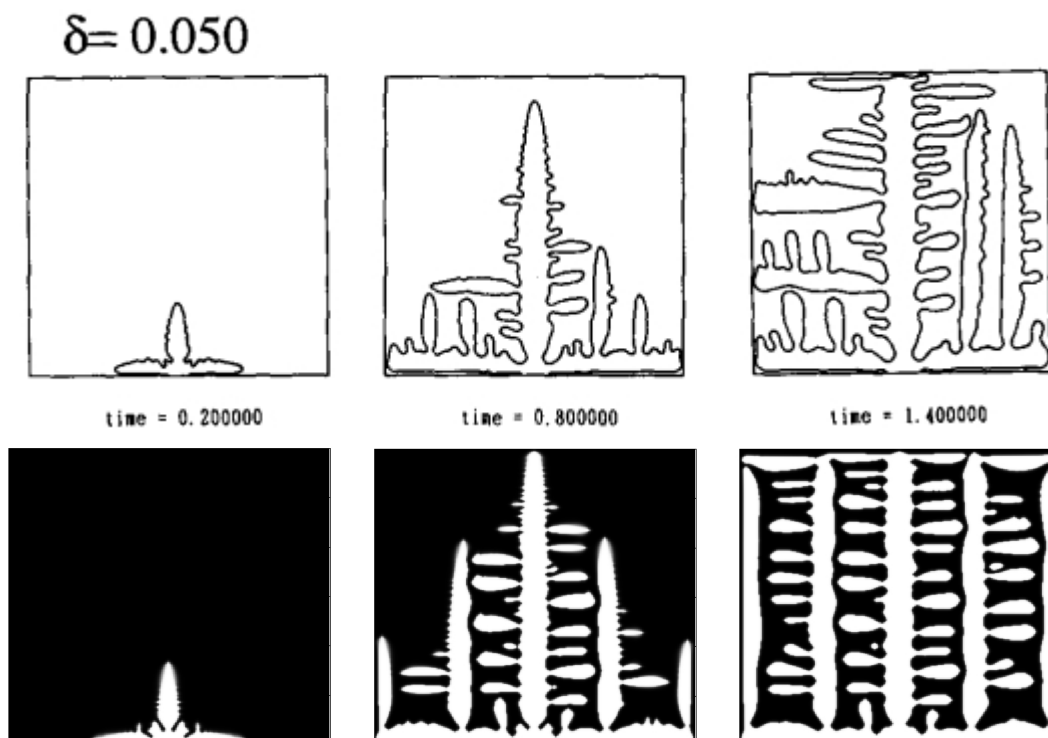 δ= 0.050
time = 0.200000
time = 0.800000
time = 1.400000